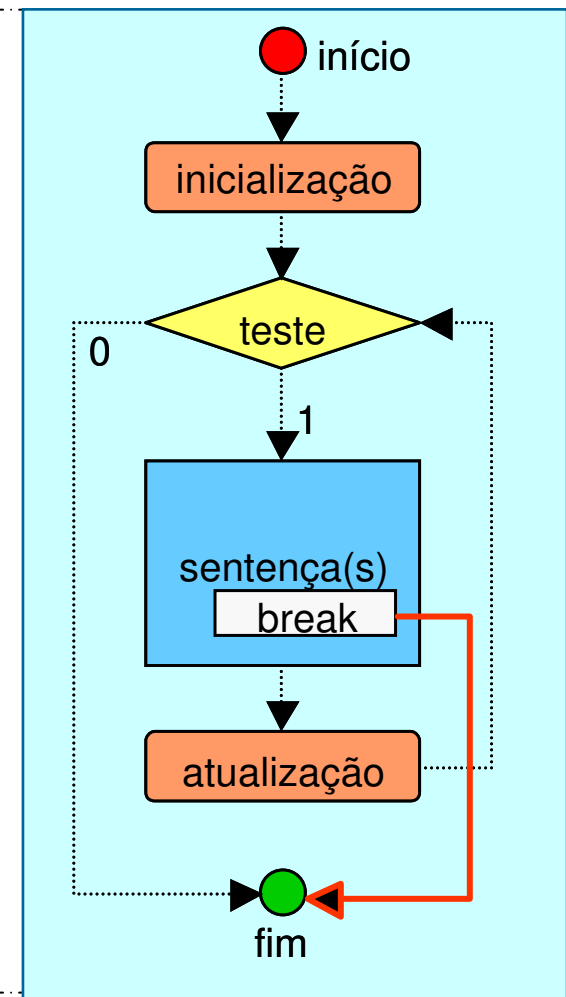 início
inicialização
teste
0
1
sentença(s)
break
atualização
fim